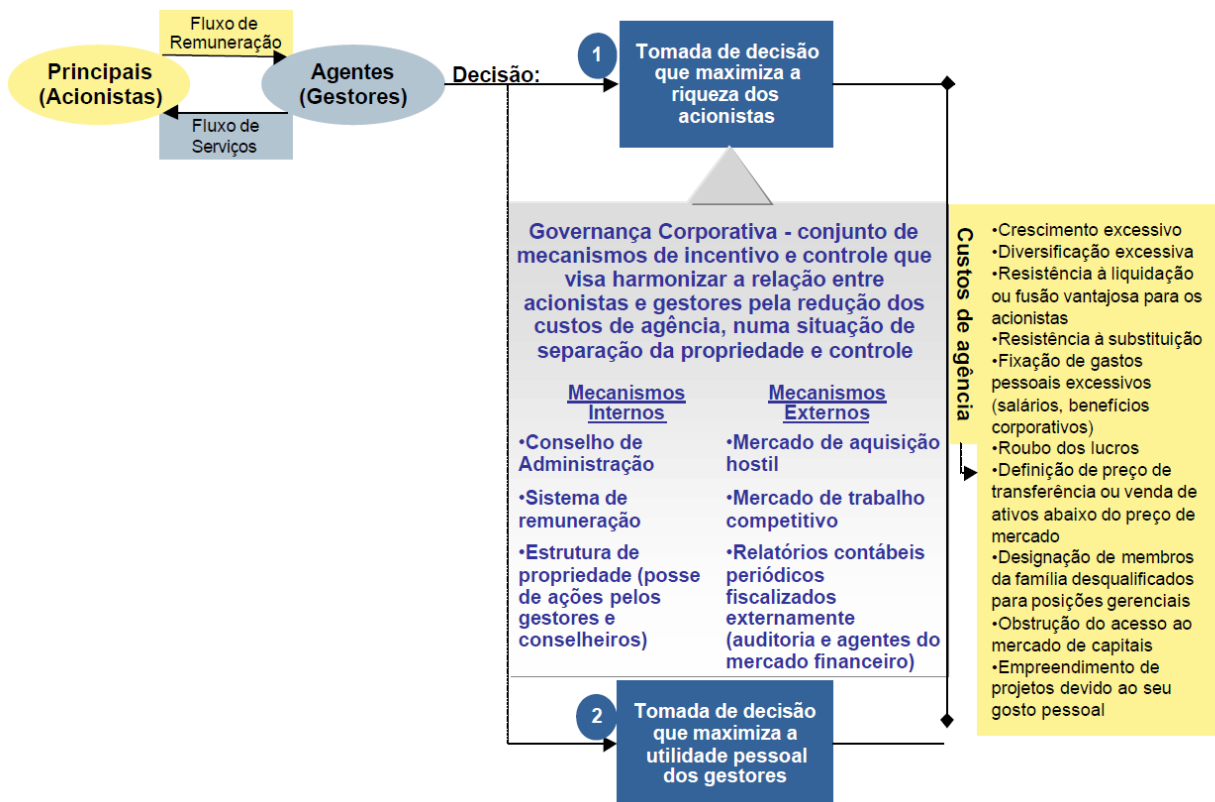 Fluxo de
Remuneração
Principais
(Acionistas)
Agentes
(Gestores)
Fluxo de
Serviços
Decisão:
1
Tomada de decisão
que maximiza a
riqueza dos
acionistas
Governança Corporativa - conjunto de
mecanismos de incentivo e controle que
visa harmonizar a relação entre
acionistas e gestores pela redução dos
custos de agência, numa situação de
separação da propriedade e controle
Mecanismos
Internos
•Conselho de
Administração
•Sistema de
remuneração
•Estrutura de
propriedade (posse
de ações pelos
gestores e
conselheiros)
Mecanismos
Externos
•Mercado de aquisição
hostil
•Mercado de trabalho
competitivo
•Relatórios contábeis
periódicos
fiscalizados
externamente
(auditoria e agentes do
mercado financeiro)
2
Tomada de decisão
que maximiza a
utilidade pessoal
dos gestores
Custos de agência
•Crescimento excessivo
•Diversificação excessiva
•Resistência à liquidação
ou fusão vantajosa para os
acionistas
•Resistência à substituição
•Fixação de gastos
pessoais excessivos
(salários, benefícios
corporativos)
•Roubo dos lucros
•Definição de preço de
transferência ou venda de
ativos abaixo do preço de
mercado
•Designação de membros
da família desqualificados
para posições gerenciais
•Obstrução do acesso ao
mercado de capitais
•Empreendimento de
projetos devido ao seu
gosto pessoal